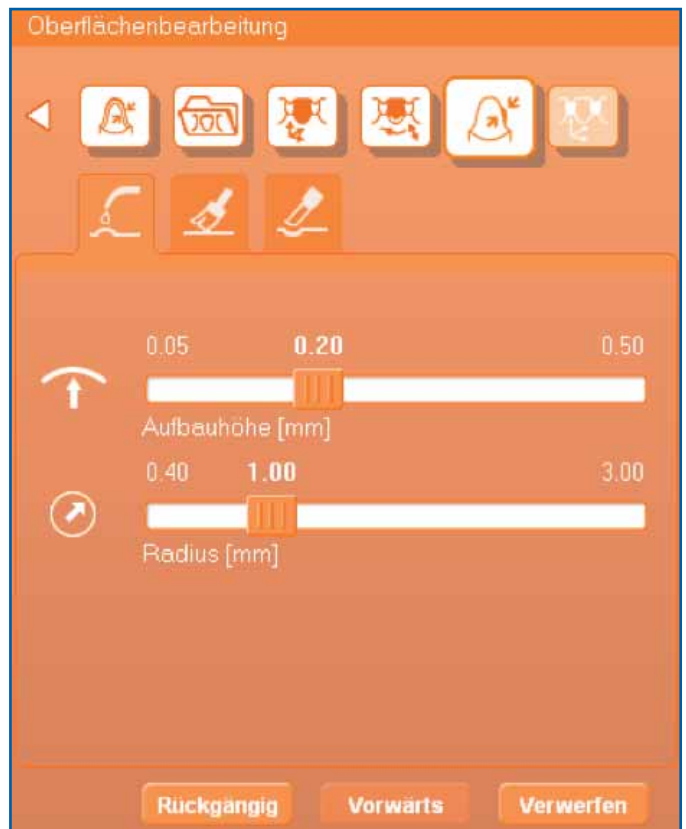 Oberflächenbearbeitung
0.05 0.20 0.50
Aufbauhöhe [mm]
0.40 1.00 3.00
Radius [mm]
Rückgängig Vorwärts Verwerfen